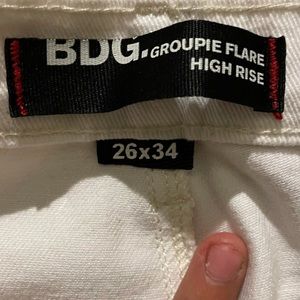 BDG. GROUPIE FLARE
HIGH RISE
26x34